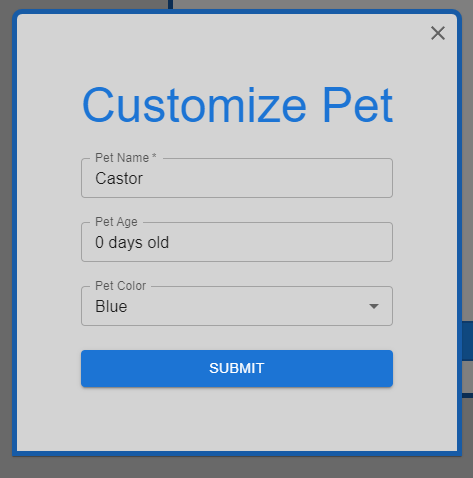 Customize Pet
Pet Name *
Castor
Pet Age
0 days old
Pet Color
Blue
SUBMIT